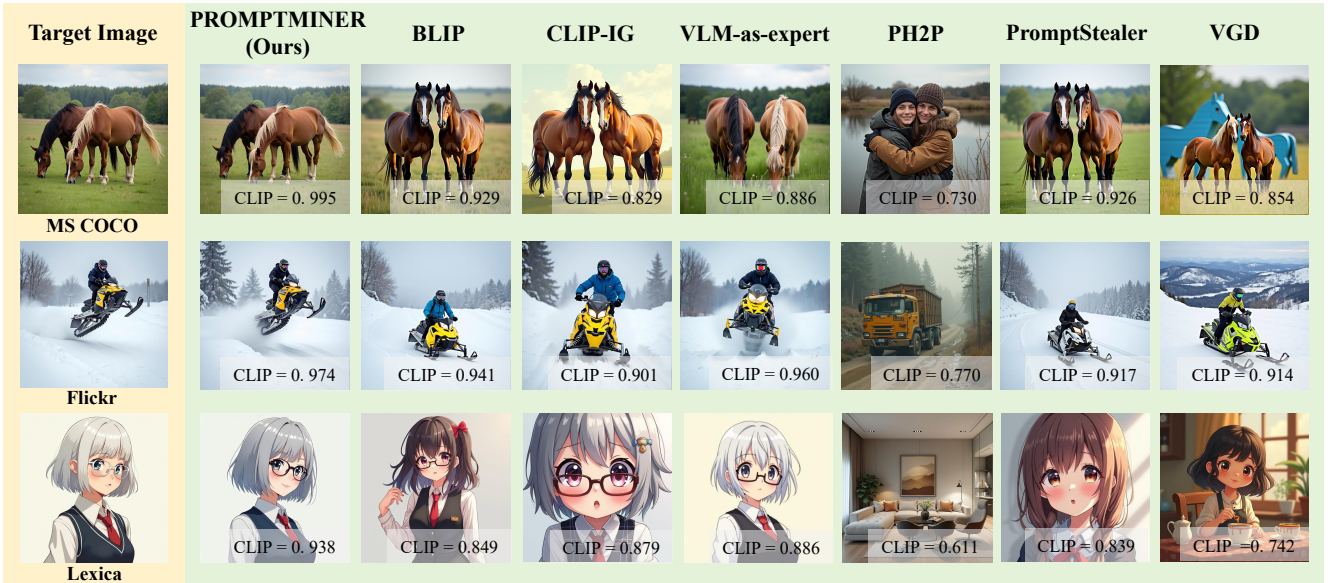 Target Image
PROMPTMINER
(Ours)
BLIP
CLIP-IG
VLM-as-expert
PH2P
PromptStealer
VGD
CLIP = 0. 995
CLIP = 0.929
CLIP = 0.829
CLIP = 0.886
CLIP = 0.730
CLIP = 0.926
CLIP = 0. 854
MS COCO
CLIP = 0. 974
CLIP = 0.941
CLIP = 0.901
CLIP = 0.960
CLIP = 0.770
CLIP = 0.917
CLIP = 0. 914
Flickr
CLIP = 0. 938
CLIP = 0.849
CLIP = 0.879
CLIP = 0.886
CLIP = 0.611
CLIP = 0.839
CLIP =0. 742
Lexica